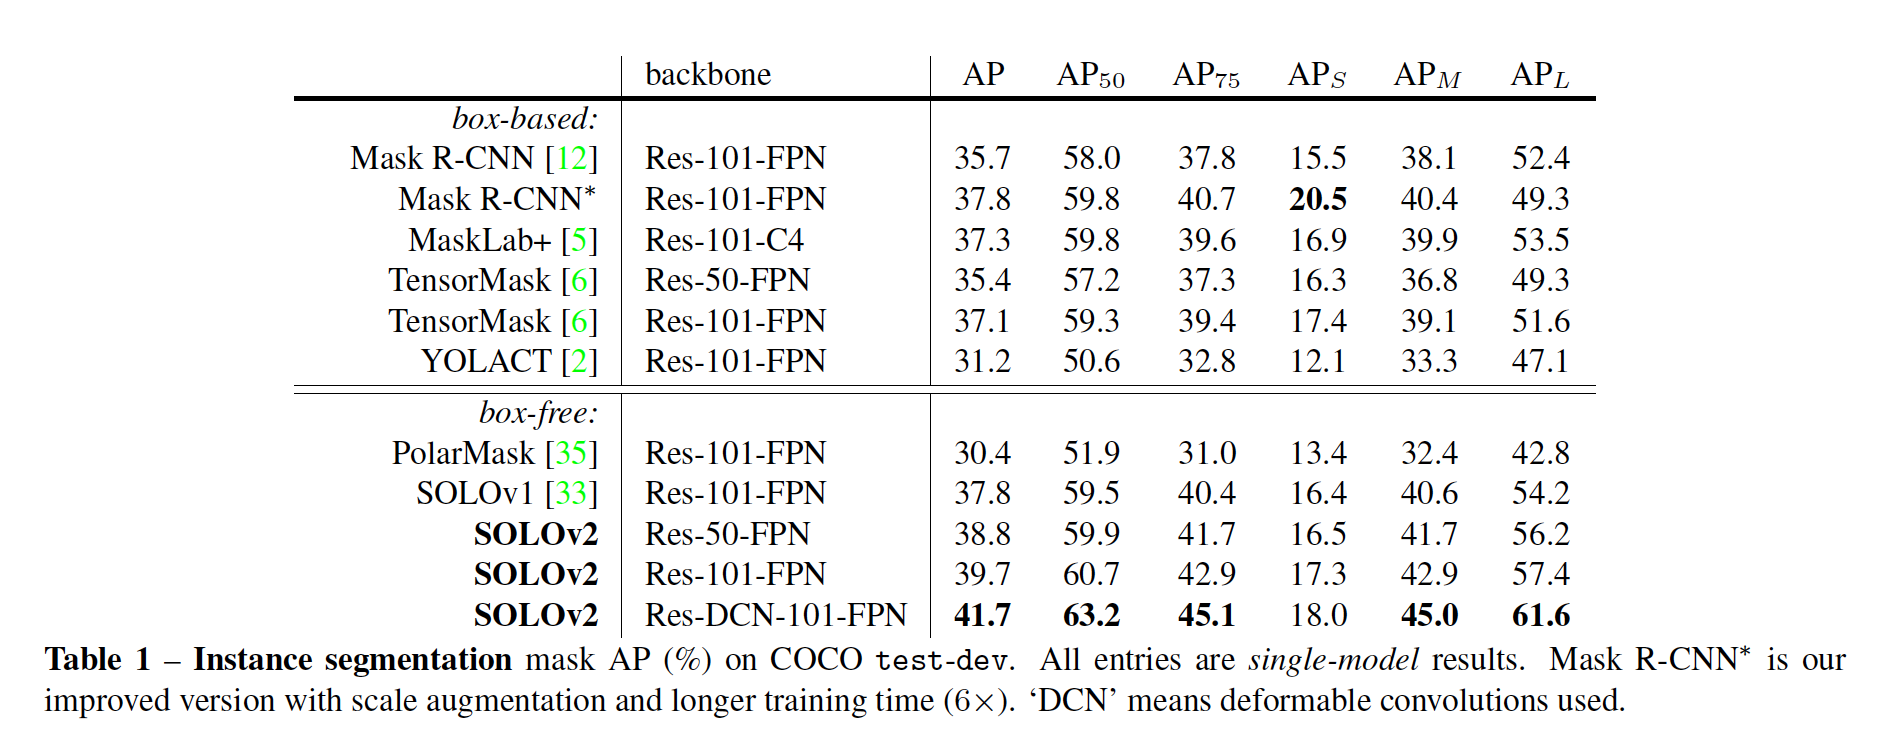 backbone AP AP50 AP75 APS APM APL
box-based:
Mask R-CNN [12] Res-101-FPN 35.7 58.0 37.8 15.5 38.1 52.4
Mask R-CNN* Res-101-FPN 37.8 59.8 40.7 20.5 40.4 49.3
MaskLab+ [5] Res-101-C4 37.3 59.8 39.6 16.9 39.9 53.5
TensorMask [6] Res-50-FPN 35.4 57.2 37.3 16.3 36.8 49.3
TensorMask [6] Res-101-FPN 37.1 59.3 39.4 17.4 39.1 51.6
YOLACT [2] Res-101-FPN 31.2 50.6 32.8 12.1 33.3 47.1
box-free:
PolarMask [35] Res-101-FPN 30.4 51.9 31.0 13.4 32.4 42.8
SOLOv1 [33] Res-101-FPN 37.8 59.5 40.4 16.4 40.6 54.2
SOLOv2 Res-50-FPN 38.8 59.9 41.7 16.5 41.7 56.2
SOLOv2 Res-101-FPN 39.7 60.7 42.9 17.3 42.9 57.4
SOLOv2 Res-DCN-101-FPN 41.7 63.2 45.1 18.0 45.0 61.6
Table 1 – Instance segmentation mask AP (%) on COCO test-dev. All entries are single-model results. Mask R-CNN* is our
improved version with scale augmentation and longer training time (6×). ‘DCN’ means deformable convolutions used.